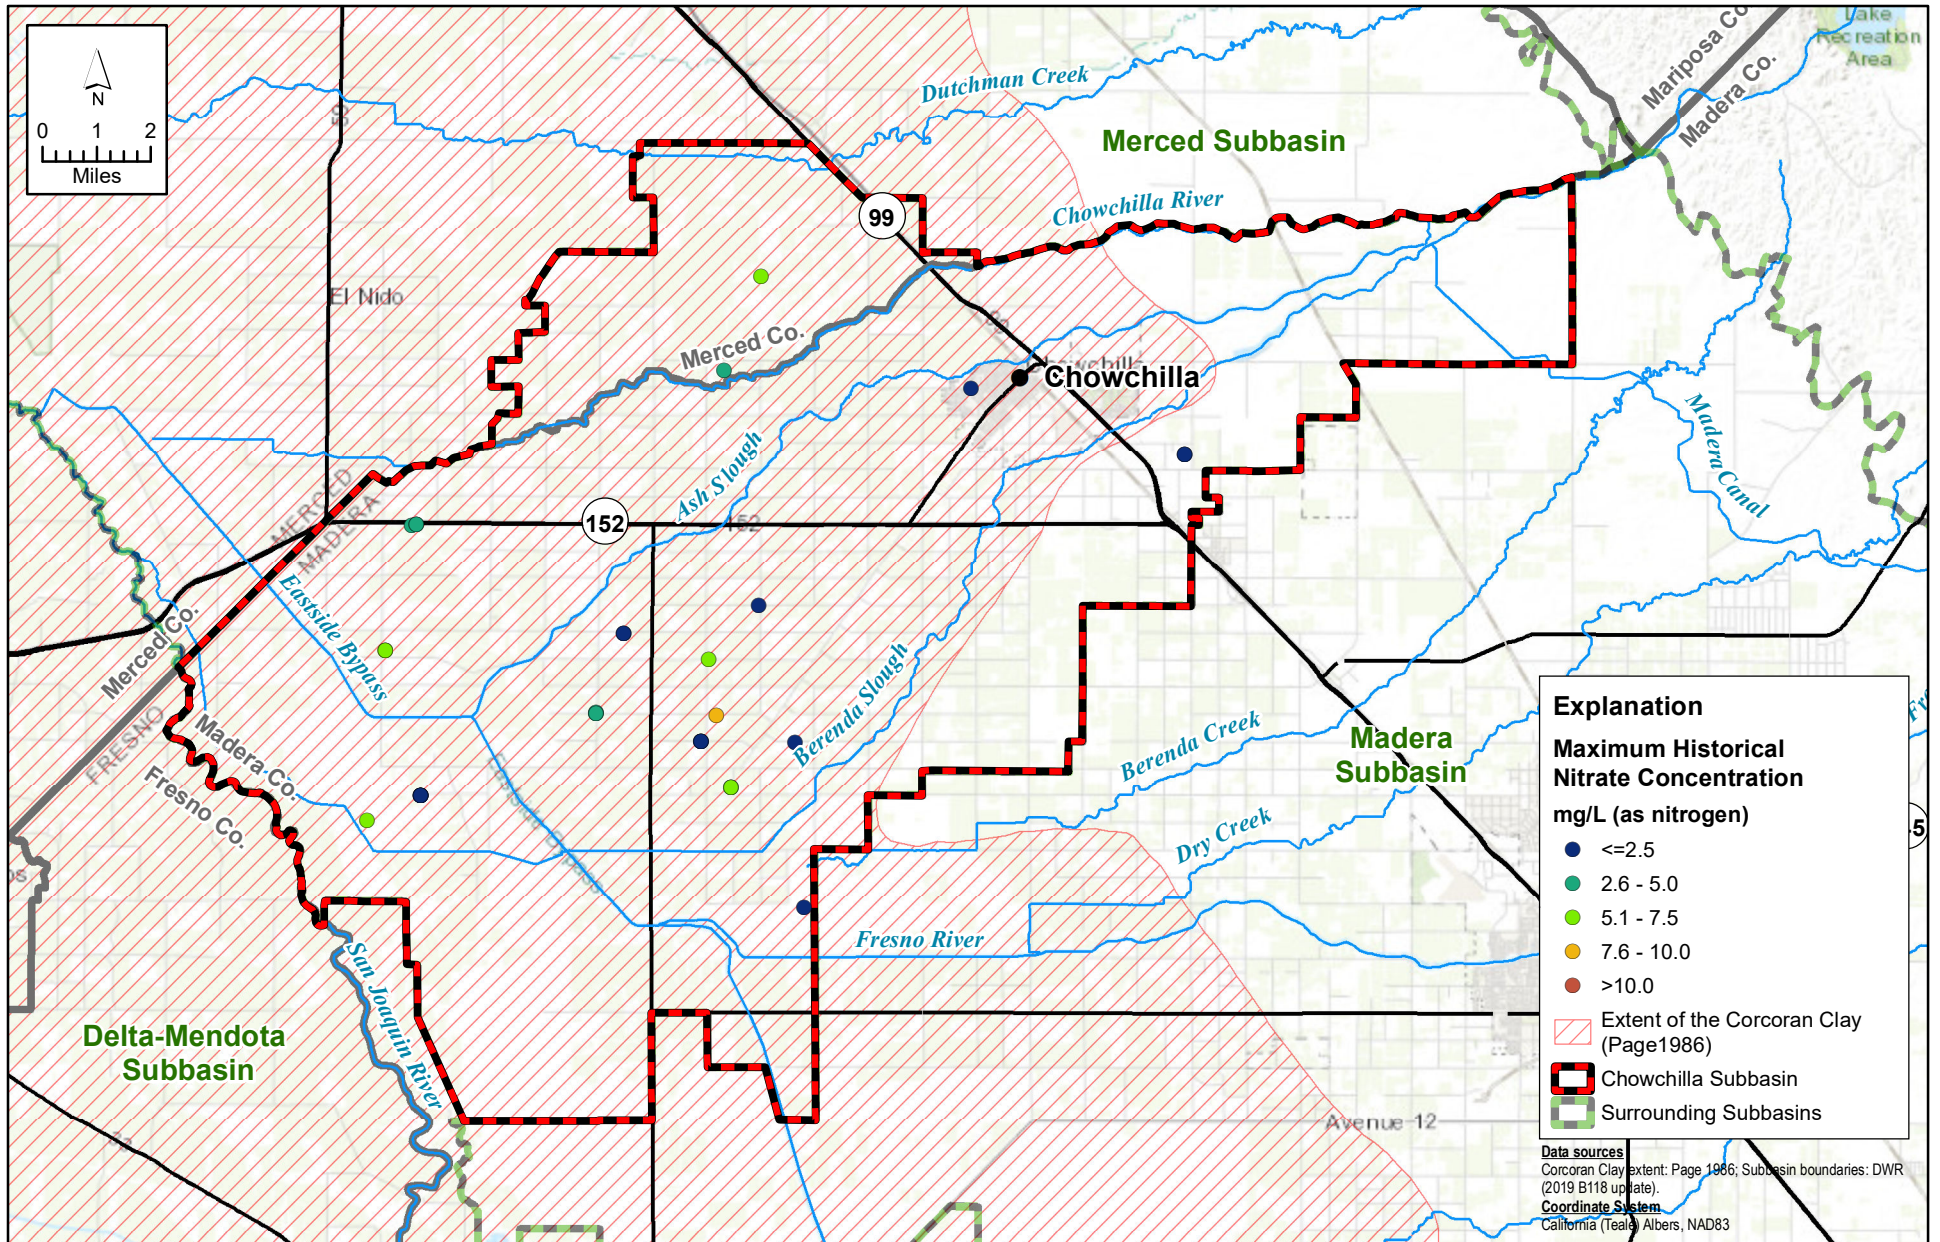 N
0 1 2
Miles
59
Dutchman Creek
Merced Subbasin
Mariposa Co.
Madera Co.
Lake
Recreation
Area
Chowchilla River
99
El Nido
Merced Co.
Chowchilla
Ash Slough
Madera Canal
MERCED
MADERA
152
152
Eastside Bypass
Merced Co.
FRESNO
Madera Co.
Fresno Co.
Eastside Bypass
Berenda Slough
Berenda Creek
Madera
Subbasin
Dry Creek
Fresno River
San Joaquin River
Delta-Mendota
Subbasin
Avenue 12
33
Explanation
Maximum Historical
Nitrate Concentration
mg/L (as nitrogen)
<=2.5
2.6 - 5.0
5.1 - 7.5
7.6 - 10.0
>10.0
Extent of the Corcoran Clay
(Page1986)
Chowchilla Subbasin
Surrounding Subbasins
Data sources
Corcoran Clay extent: Page 1986; Subbasin boundaries: DWR
(2019 B118 update).
Coordinate System
California (Teale) Albers, NAD83